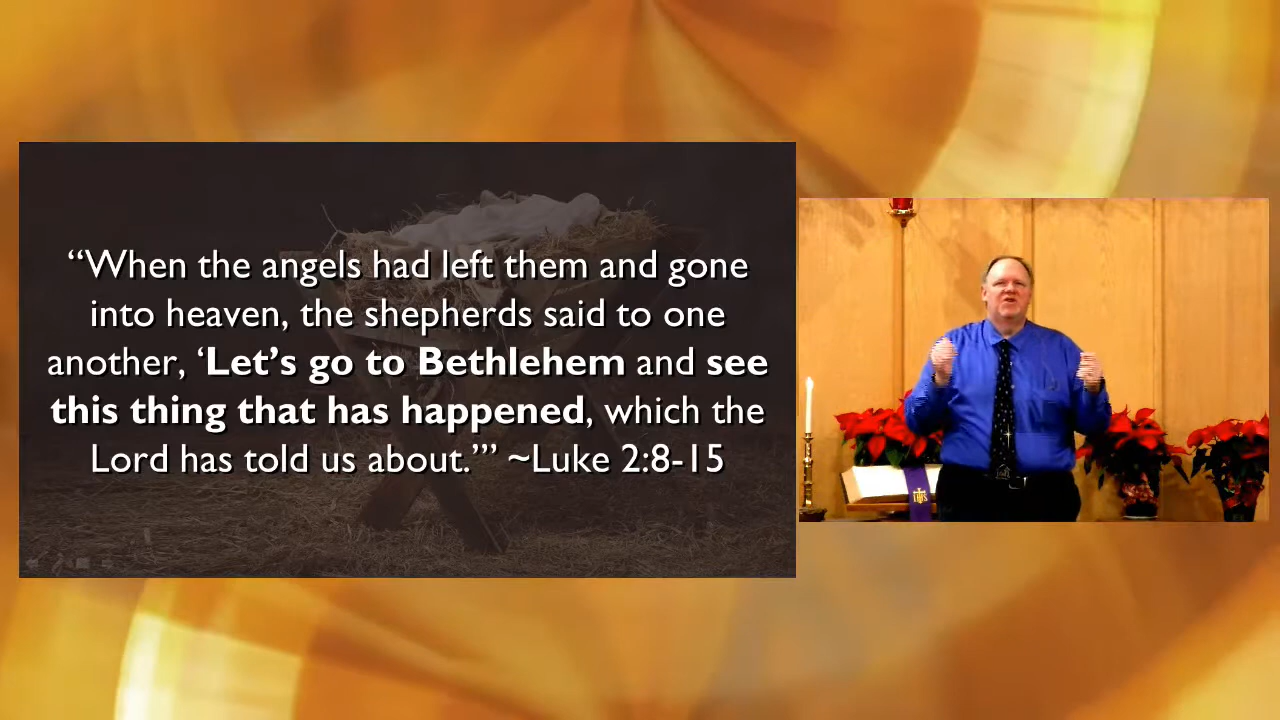 “When the angels had left them and gone
into heaven, the shepherds said to one
another, ‘Let’s go to Bethlehem and see
this thing that has happened, which the
Lord has told us about.’” ~Luke 2:8-15